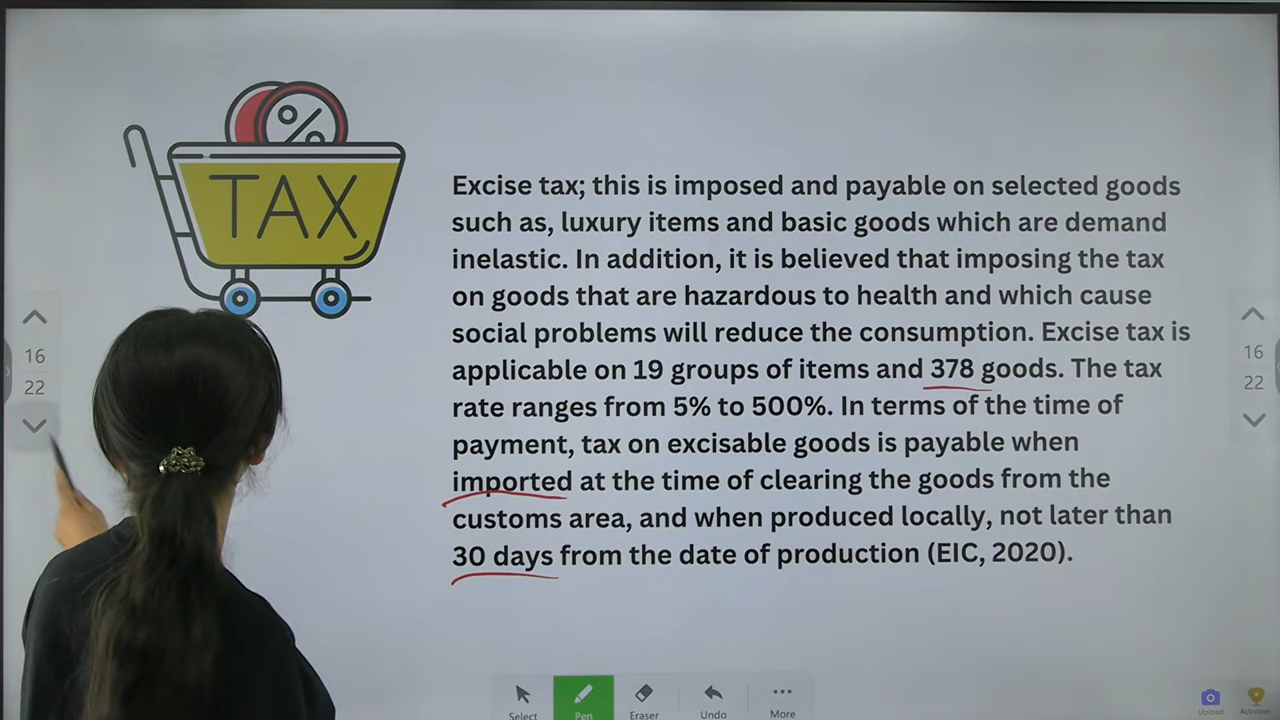 %
TAX
Excise tax; this is imposed and payable on selected goods
such as, luxury items and basic goods which are demand
inelastic. In addition, it is believed that imposing the tax
on goods that are hazardous to health and which cause
social problems will reduce the consumption. Excise tax is
applicable on 19 groups of items and 378 goods. The tax
rate ranges from 5% to 500%. In terms of the time of
payment, tax on excisable goods is payable when
imported at the time of clearing the goods from the
customs area, and when produced locally, not later than
30 days from the date of production (EIC, 2020).
16
22
16
22
Select
Pen
Eraser
Undo
More
Upload
Activities